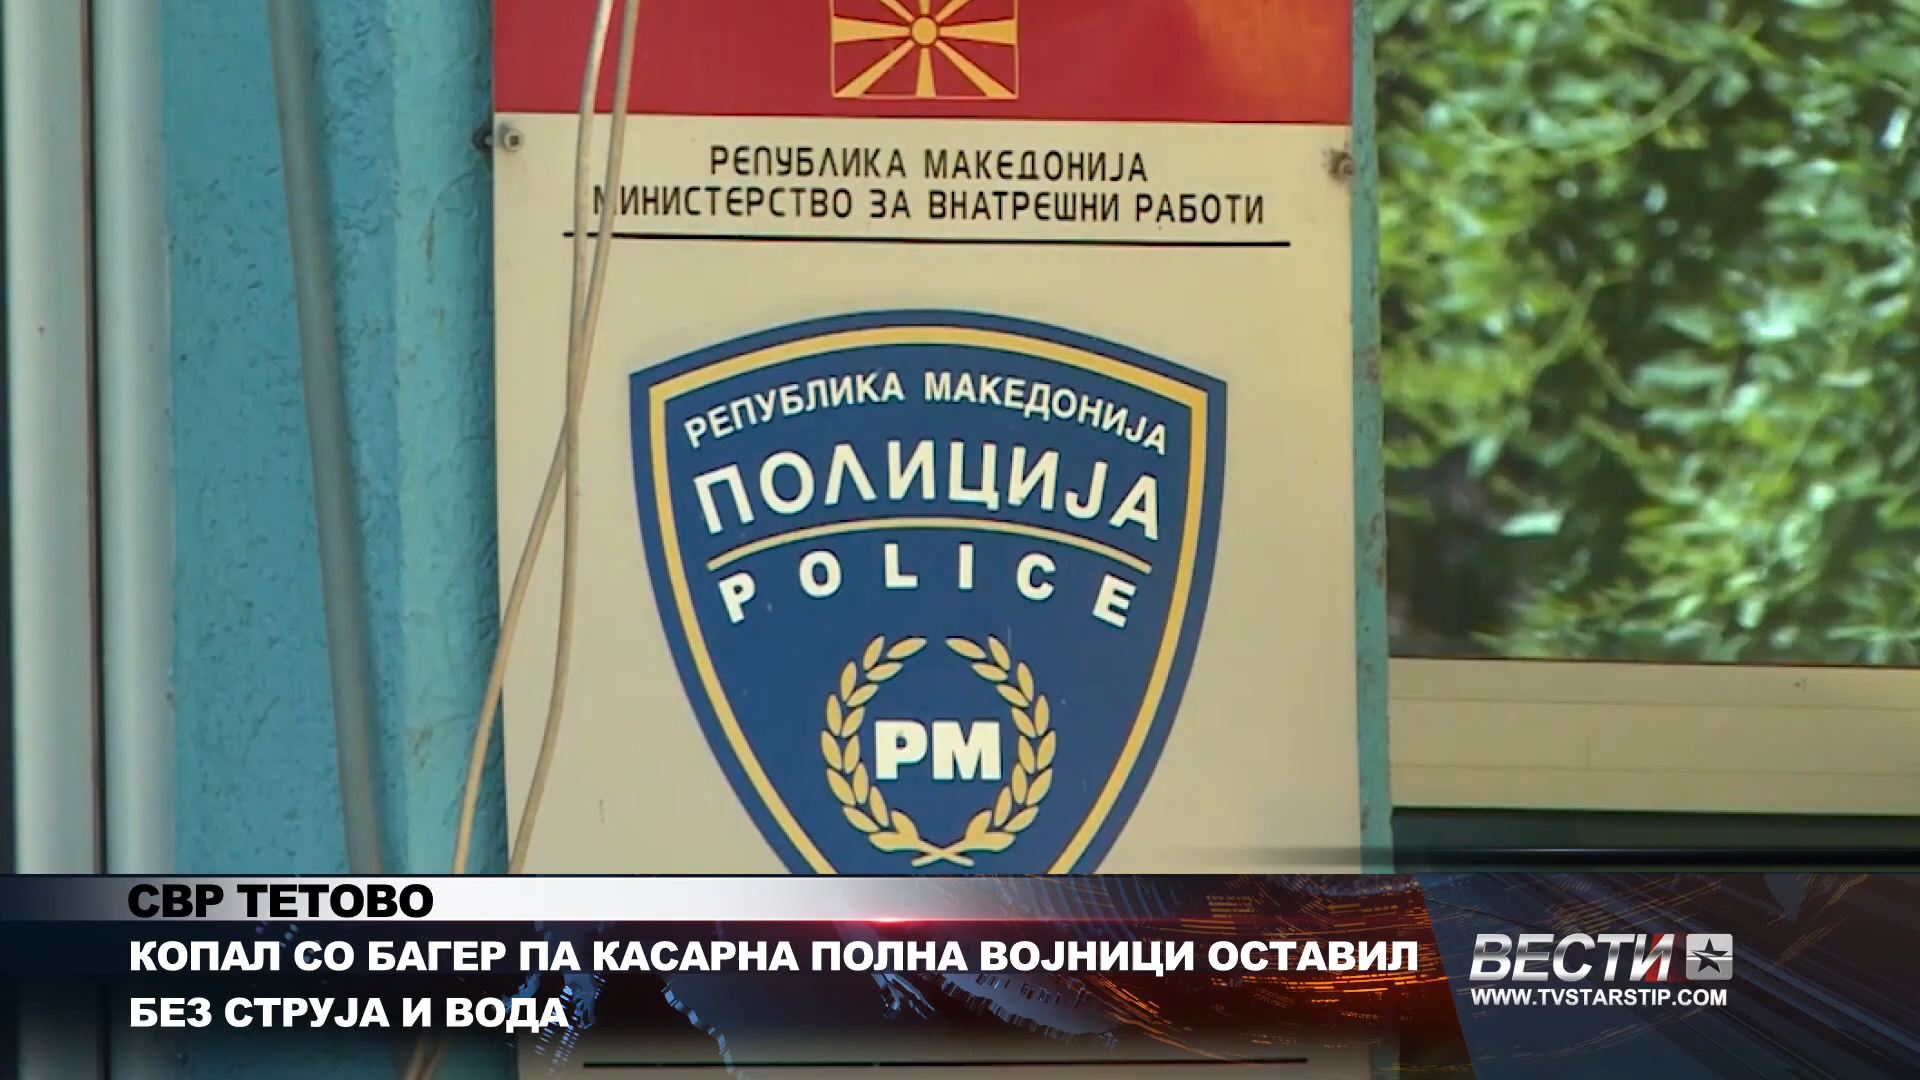 РЕПУБЛИКА МАКЕДОНИЈА
МИНИСТЕРСТВО ЗА ВНАТРЕШНИ РАБОТИ
РЕПУБЛИКА МАКЕДОНИЈА
ПОЛИЦИЈА
POLICE
РМ
СВР ТЕТОВО
КОПАЛ СО БАГЕР ПА КАСАРНА ПОЛНА ВОЈНИЦИ ОСТАВИЛ
БЕЗ СТРУЈА И ВОДА
ВЕСТИ
WWW.TVSTARSTIP.COM